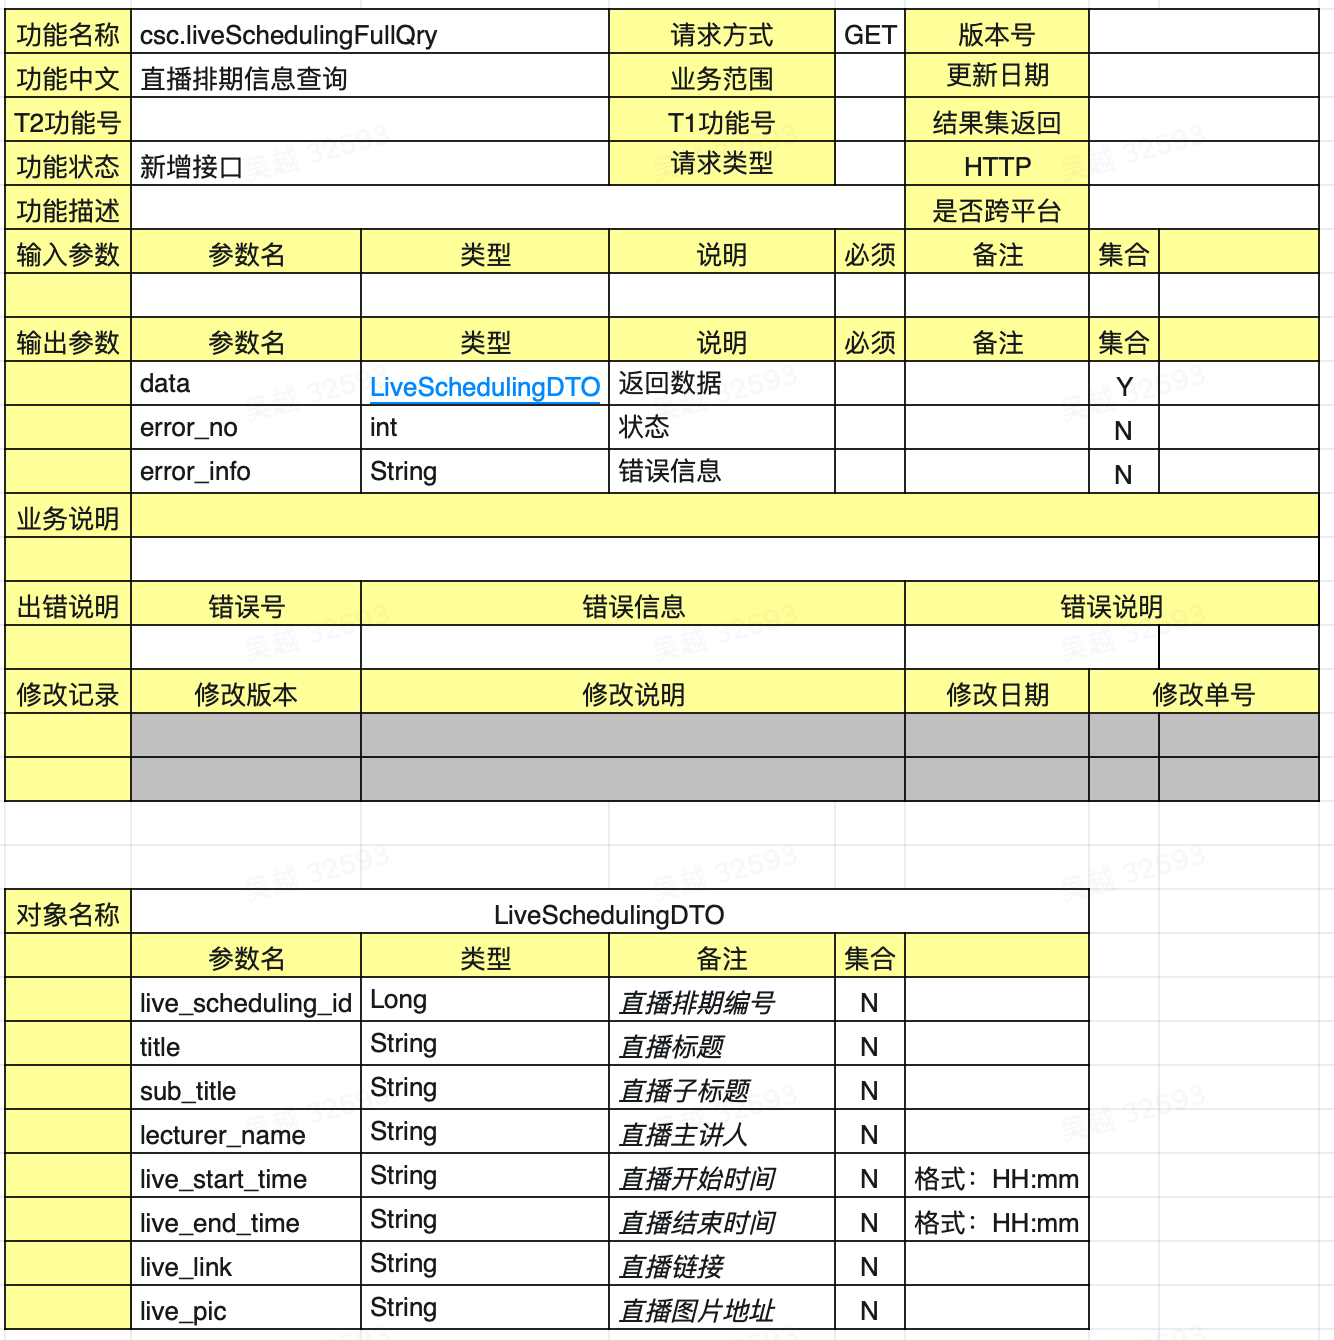 功能名称 csc.liveSchedulingFullQry 请求方式 GET 版本号
功能中文 直播排期信息查询 业务范围 更新日期
T2功能号 T1功能号 结果集返回
功能状态 新增接口 请求类型 HTTP
功能描述 是否跨平台
输入参数 参数名 类型 说明 必须 备注 集合
输出参数 参数名 类型 说明 必须 备注 集合
data LiveSchedulingDTO 返回数据 Y
error_no int 状态 N
error_info String 错误信息 N
业务说明
出错说明 错误号 错误信息 错误说明
修改记录 修改版本 修改说明 修改日期 修改单号
对象名称 LiveSchedulingDTO
参数名 类型 备注 集合
live_scheduling_id Long 直播排期编号 N
title String 直播标题 N
sub_title String 直播子标题 N
lecturer_name String 直播主讲人 N
live_start_time String 直播开始时间 N 格式：HH:mm
live_end_time String 直播结束时间 N 格式：HH:mm
live_link String 直播链接 N
live_pic String 直播图片地址 N
吴越 32593